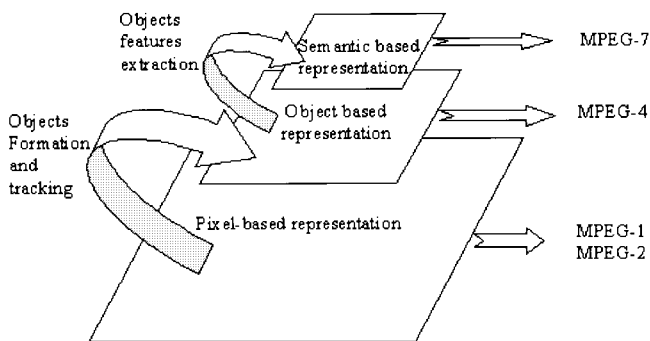 Objects
features
extraction
Semantic based
representation
MPEG-7
Objects
Formation
and
tracking
Object based
representation
MPEG-4
Pixel-based representation
MPEG-1
MPEG-2